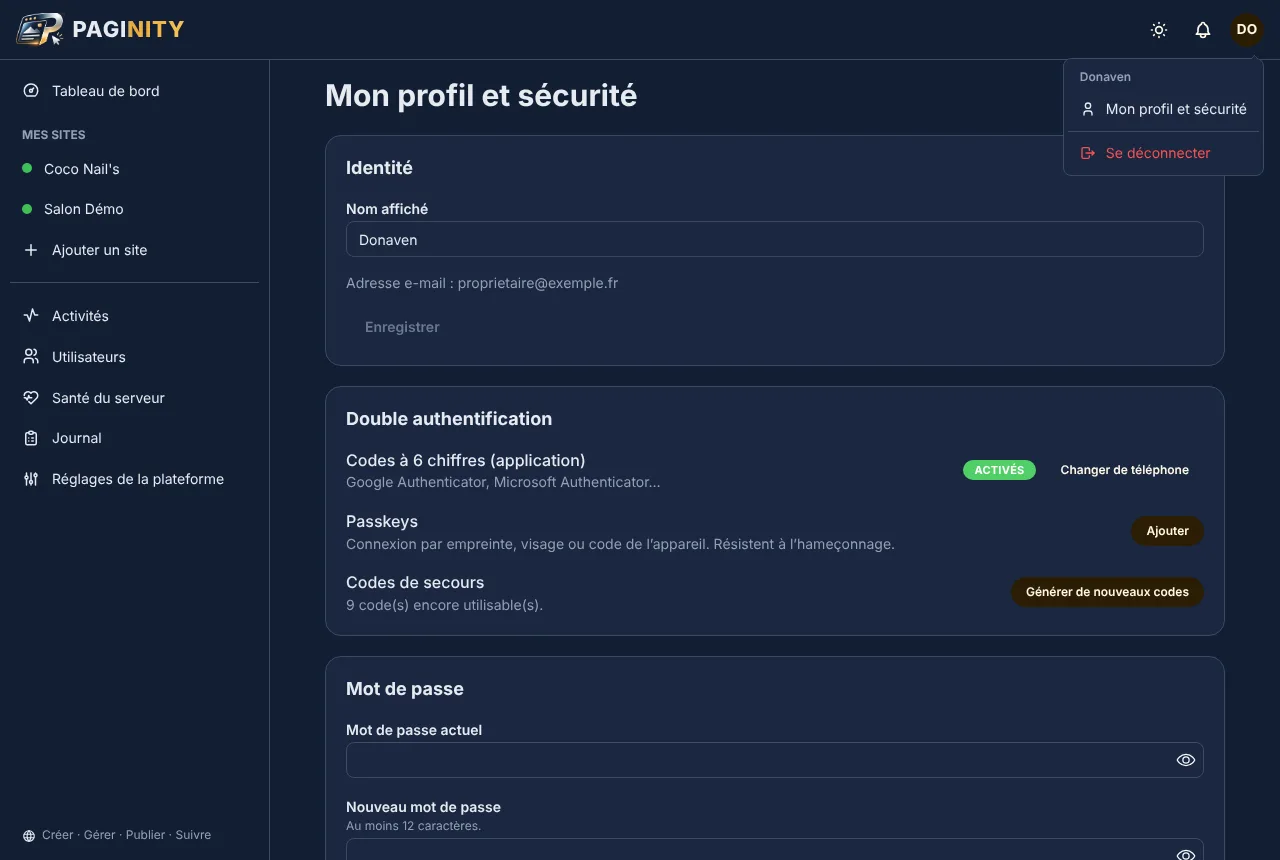 PAGINITY
DO
Donaven
Mon profil et sécurité
Se déconnecter
Tableau de bord
MES SITES
Coco Nail's
Salon Démo
Ajouter un site
Activités
Utilisateurs
Santé du serveur
Journal
Réglages de la plateforme
Créer · Gérer · Publier · Suivre
Mon profil et sécurité
Identité
Nom affiché
Donaven
Adresse e-mail : proprietaire@exemple.fr
Enregistrer
Double authentification
Codes à 6 chiffres (application)
Google Authenticator, Microsoft Authenticator…
ACTIVÉS
Changer de téléphone
Passkeys
Connexion par empreinte, visage ou code de l’appareil. Résistent à l’hameçonnage.
Ajouter
Codes de secours
9 code(s) encore utilisable(s).
Générer de nouveaux codes
Mot de passe
Mot de passe actuel
Nouveau mot de passe
Au moins 12 caractères.